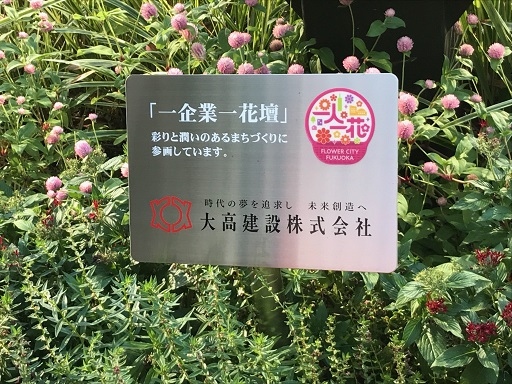 「一企業一花壇」
彩りと潤いのあるまちづくりに
参画しています。
一人一花
FLOWER CITY
FUKUOKA
時代の夢を追求し 未来創造へ
大高建設株式会社